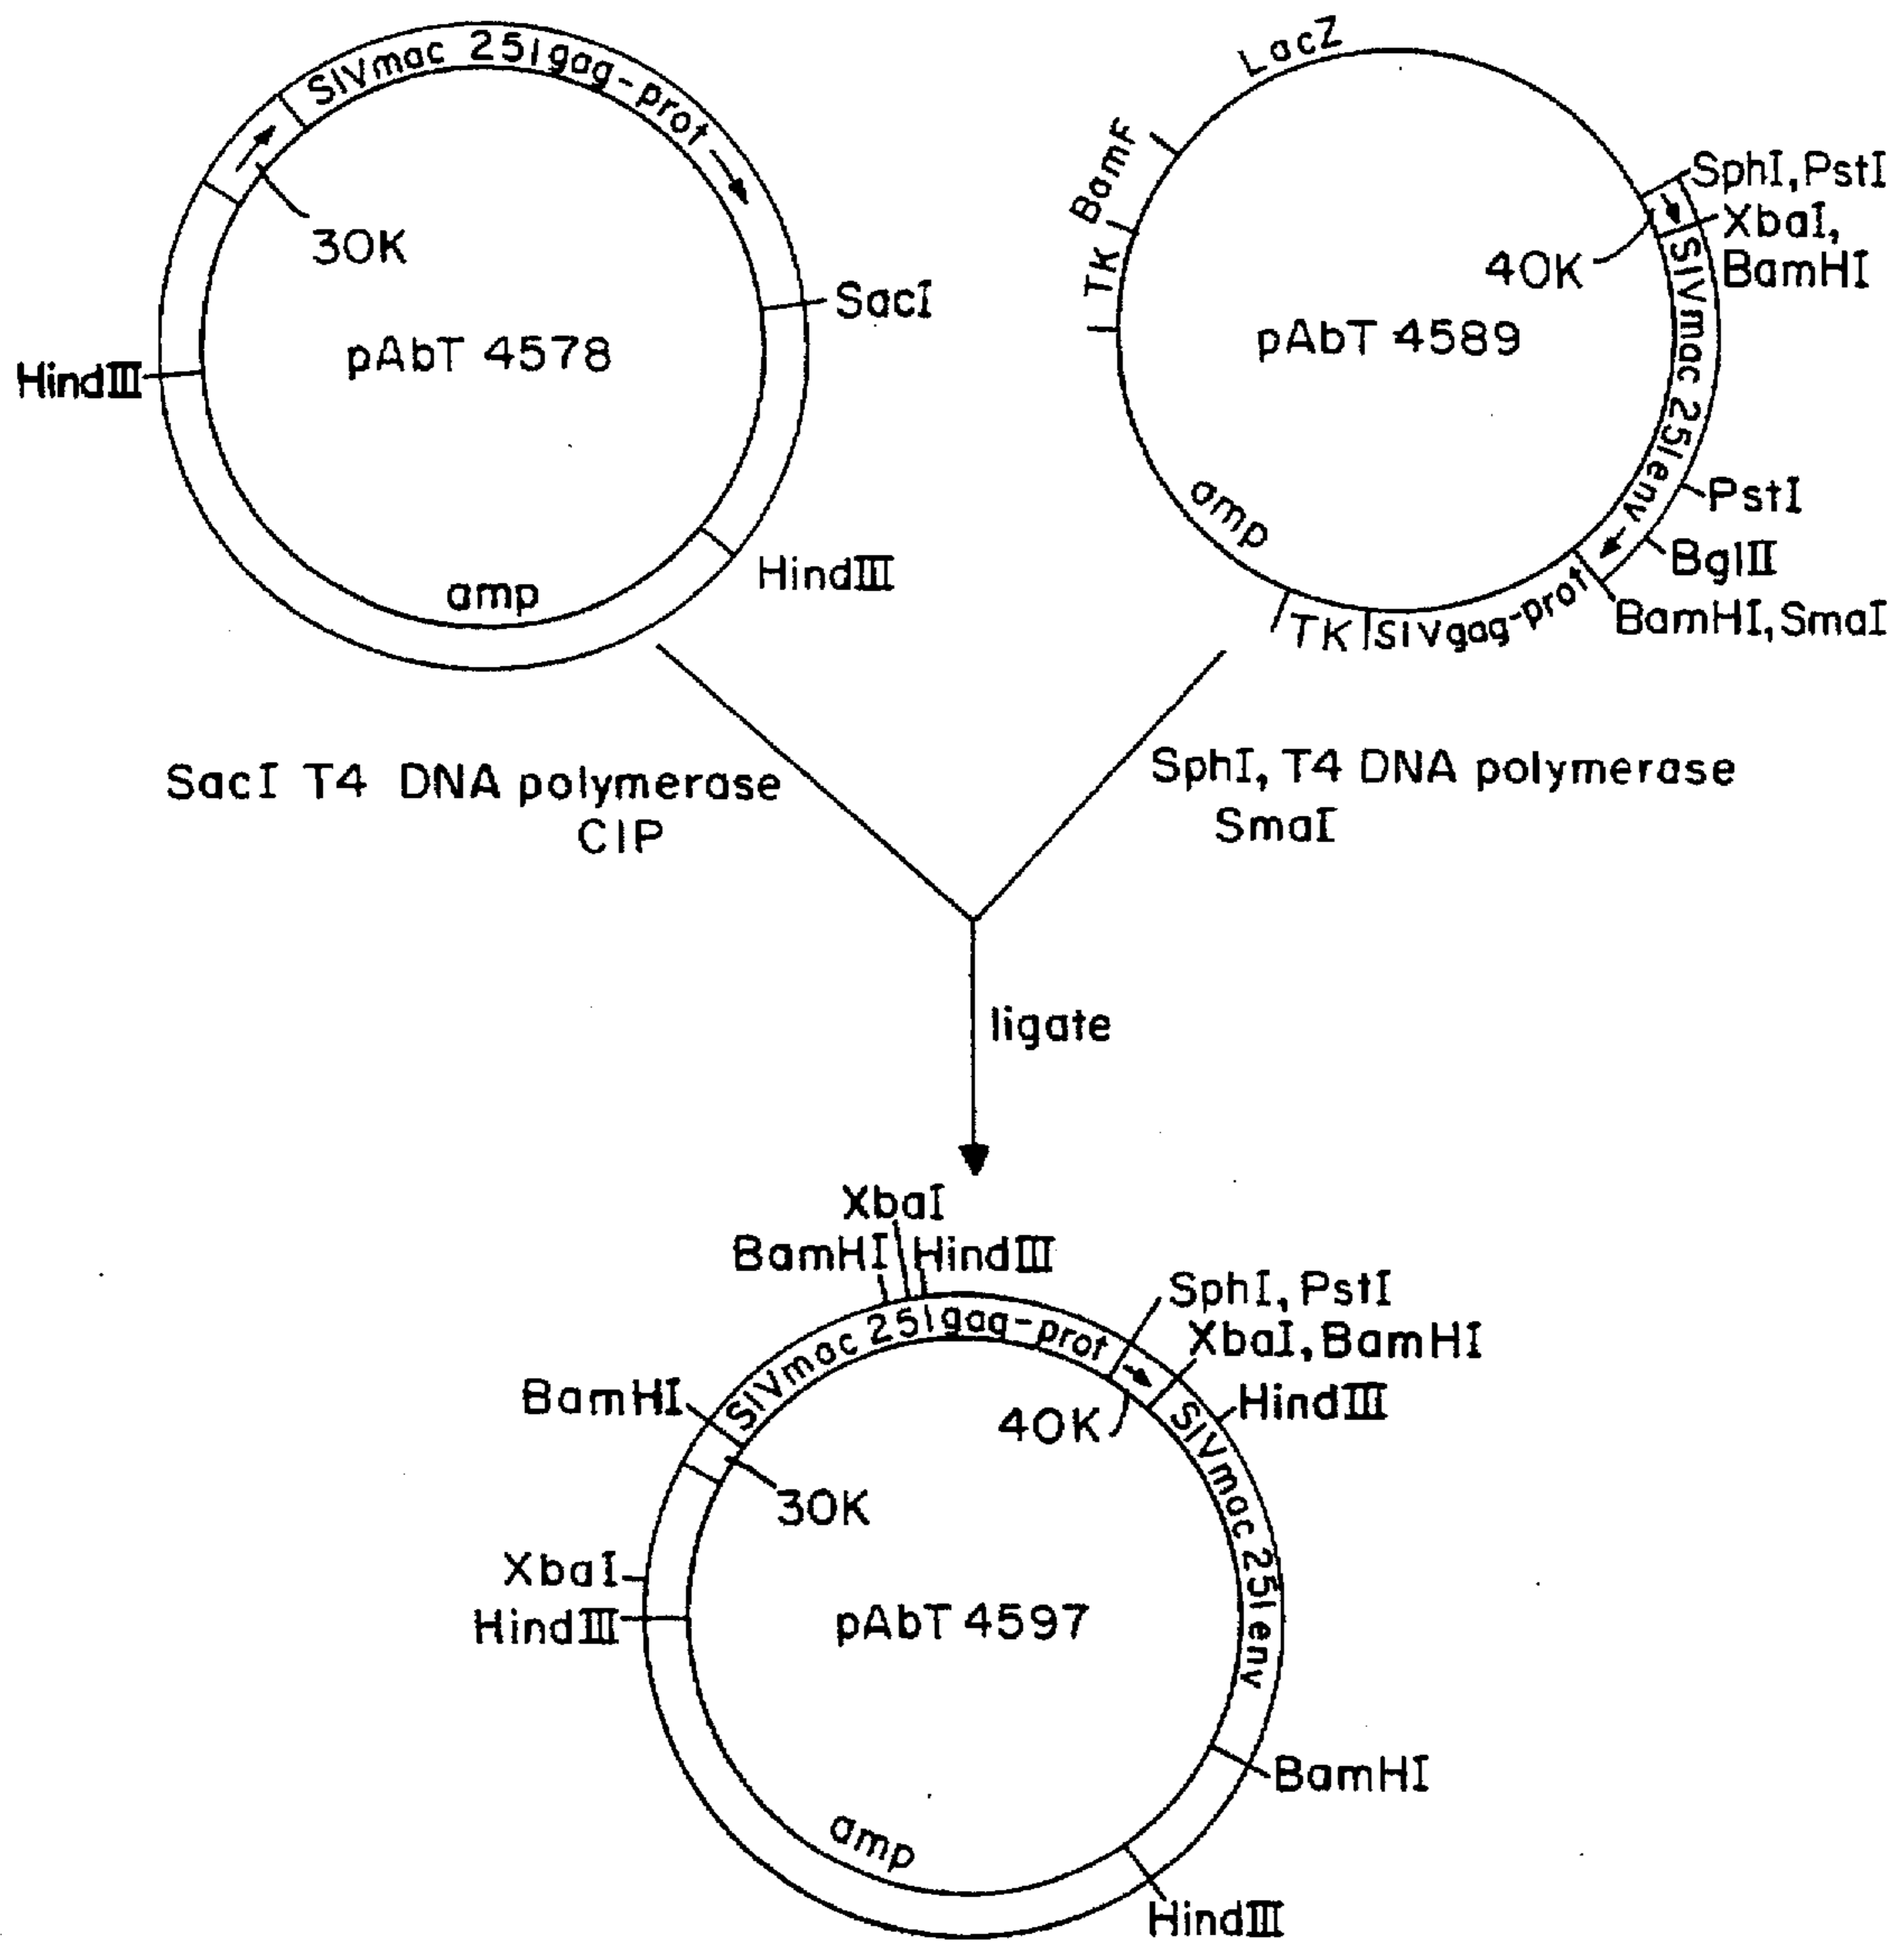 SIVmac 251gag-prot
30K
SacI
pAbT 4578
HindIII
HindIII
amp
LacZ
BamF
TK
SphI, PstI
XbaI,
BamHI
40K
SIVmac 251env
pAbT 4589
PstI
BglII
BamHI, SmaI
amp
TK
SIVgag-prot
SacI T4 DNA polymerase
CIP
SphI, T4 DNA polymerase
SmaI
ligate
XbaI
BamHI
HindIII
SphI, PstI
XbaI, BamHI
HindIII
BamHI
SIVmac 251gag-prot
40K
30K
SIVmac 251env
XbaI
HindIII
pAbT 4597
BamHI
amp
HindIII